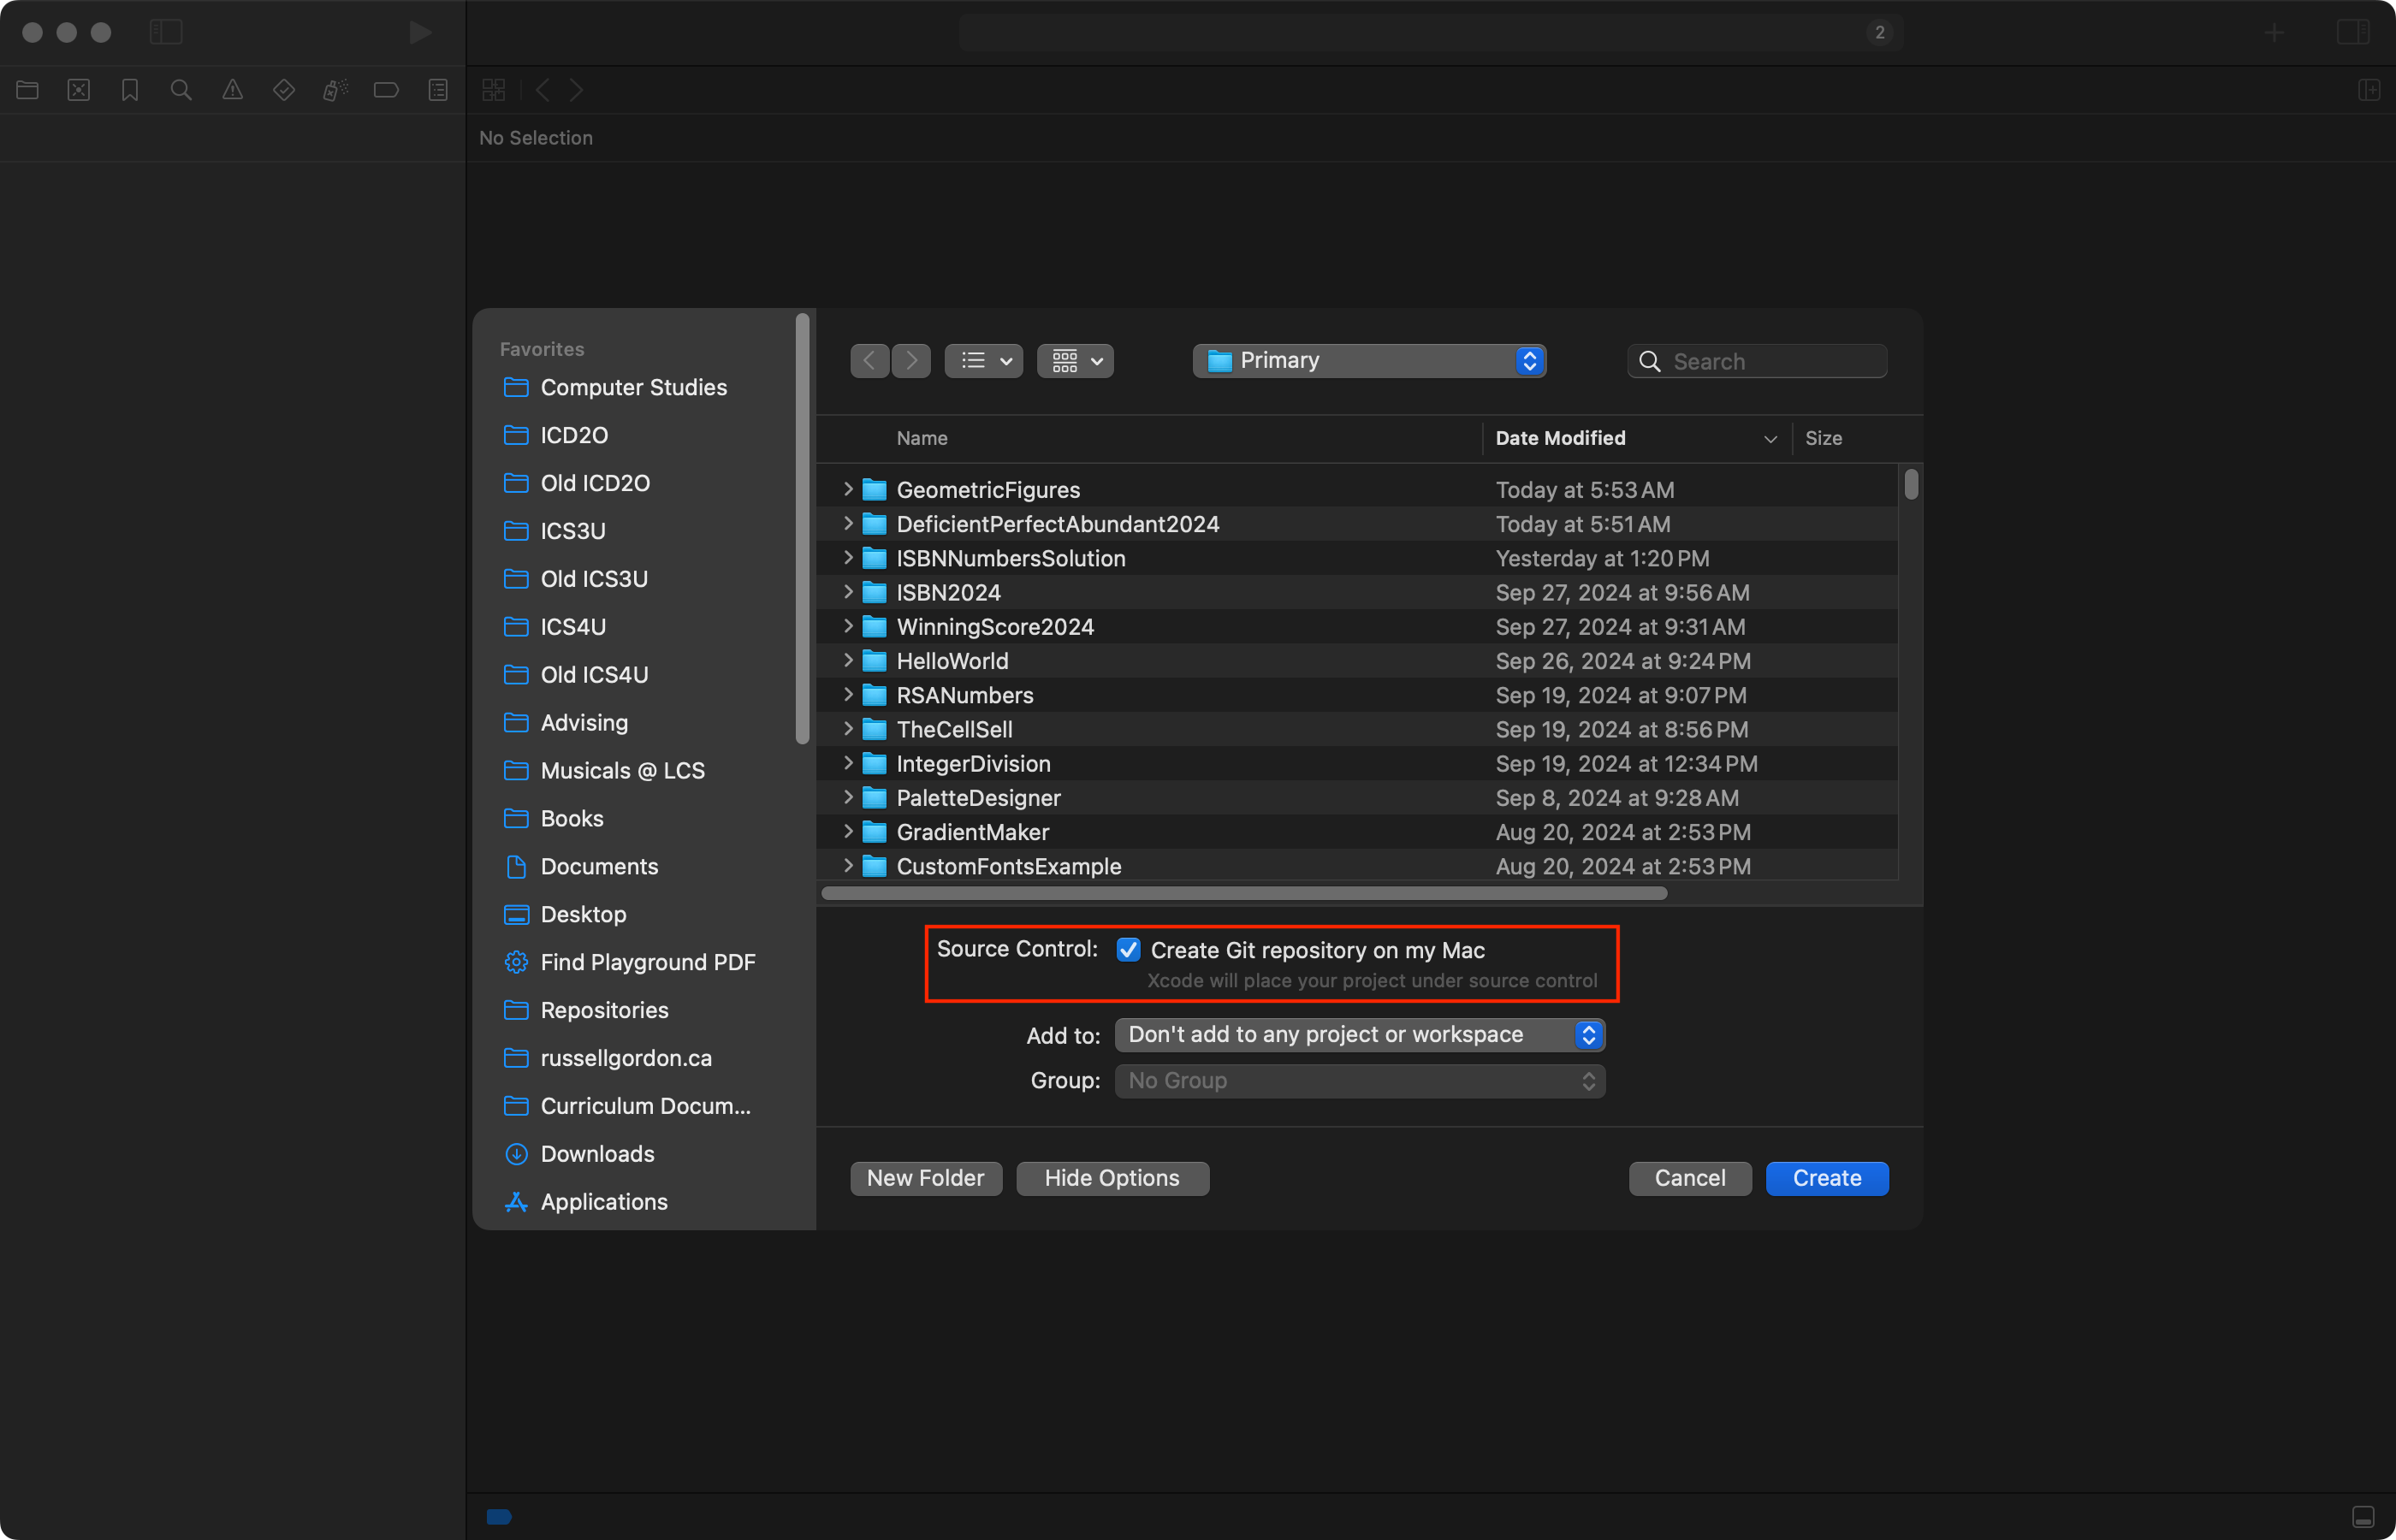 2
No Selection
Favorites
Computer Studies
ICD2O
Old ICD2O
ICS3U
Old ICS3U
ICS4U
Old ICS4U
Advising
Musicals @ LCS
Books
Documents
Desktop
Find Playground PDF
Repositories
russellgordon.ca
Curriculum Docum...
Downloads
Applications
Primary
Search
Name Date Modified Size
GeometricFigures Today at 5:53 AM
DeficientPerfectAbundant2024 Today at 5:51 AM
ISBNNumbersSolution Yesterday at 1:20 PM
ISBN2024 Sep 27, 2024 at 9:56 AM
WinningScore2024 Sep 27, 2024 at 9:31 AM
HelloWorld Sep 26, 2024 at 9:24 PM
RSANumbers Sep 19, 2024 at 9:07 PM
TheCellSell Sep 19, 2024 at 8:56 PM
IntegerDivision Sep 19, 2024 at 12:34 PM
PaletteDesigner Sep 8, 2024 at 9:28 AM
GradientMaker Aug 20, 2024 at 2:53 PM
CustomFontsExample Aug 20, 2024 at 2:53 PM
Source Control: Create Git repository on my Mac
Xcode will place your project under source control
Add to: Don't add to any project or workspace
Group: No Group
New Folder Hide Options Cancel Create